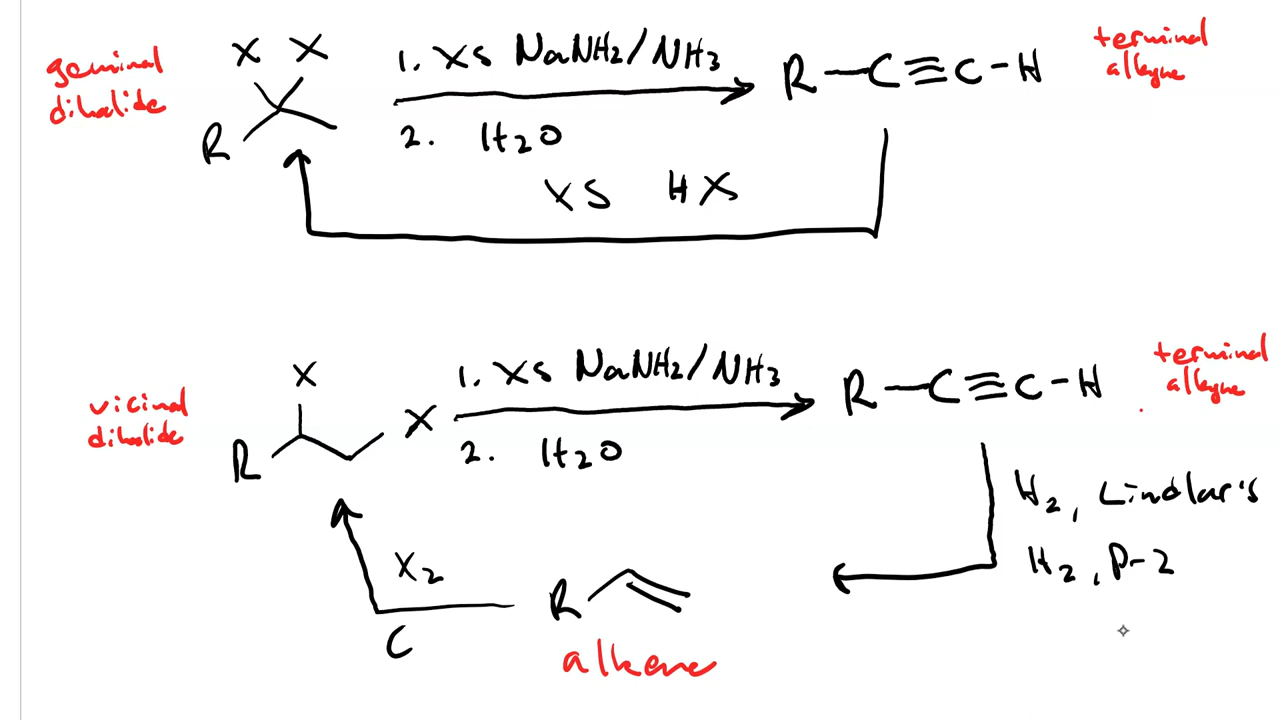 geminal dihalide
X X
R
1. XS NaNH2/NH3
2. H2O
R-C≡C-H
terminal alkyne
XS HX
vicinal dihalide
X
R X
1. XS NaNH2/NH3
2. H2O
R-C≡C-H
terminal alkyne
H2, Lindlar's
H2, P-2
X2
C
R
alkene